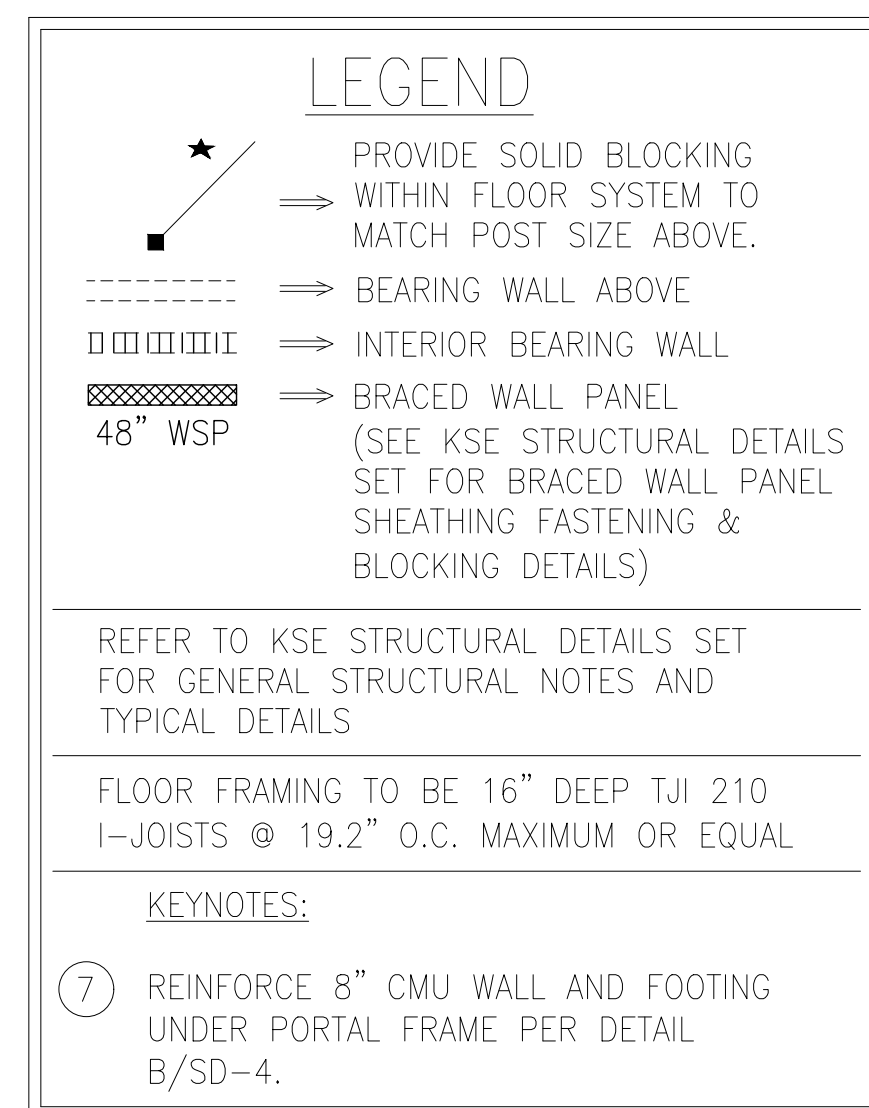 LEGEND
PROVIDE SOLID BLOCKING
WITHIN FLOOR SYSTEM TO
MATCH POST SIZE ABOVE.
BEARING WALL ABOVE
INTERIOR BEARING WALL
BRACED WALL PANEL
48” WSP
(SEE KSE STRUCTURAL DETAILS
SET FOR BRACED WALL PANEL
SHEATHING FASTENING &
BLOCKING DETAILS)
REFER TO KSE STRUCTURAL DETAILS SET
FOR GENERAL STRUCTURAL NOTES AND
TYPICAL DETAILS
FLOOR FRAMING TO BE 16” DEEP TJI 210
I-JOISTS @ 19.2” O.C. MAXIMUM OR EQUAL
KEYNOTES:
7 REINFORCE 8” CMU WALL AND FOOTING
UNDER PORTAL FRAME PER DETAIL
B/SD-4.